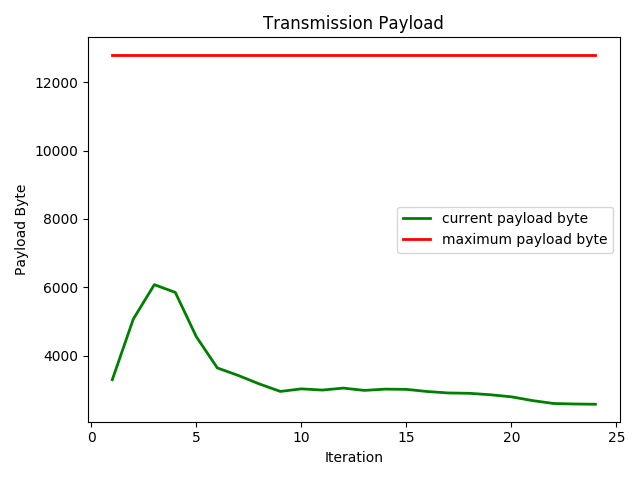 Transmission Payload
Payload Byte
12000
10000
8000
6000
4000
current payload byte
maximum payload byte
0
5
10
15
20
25
Iteration